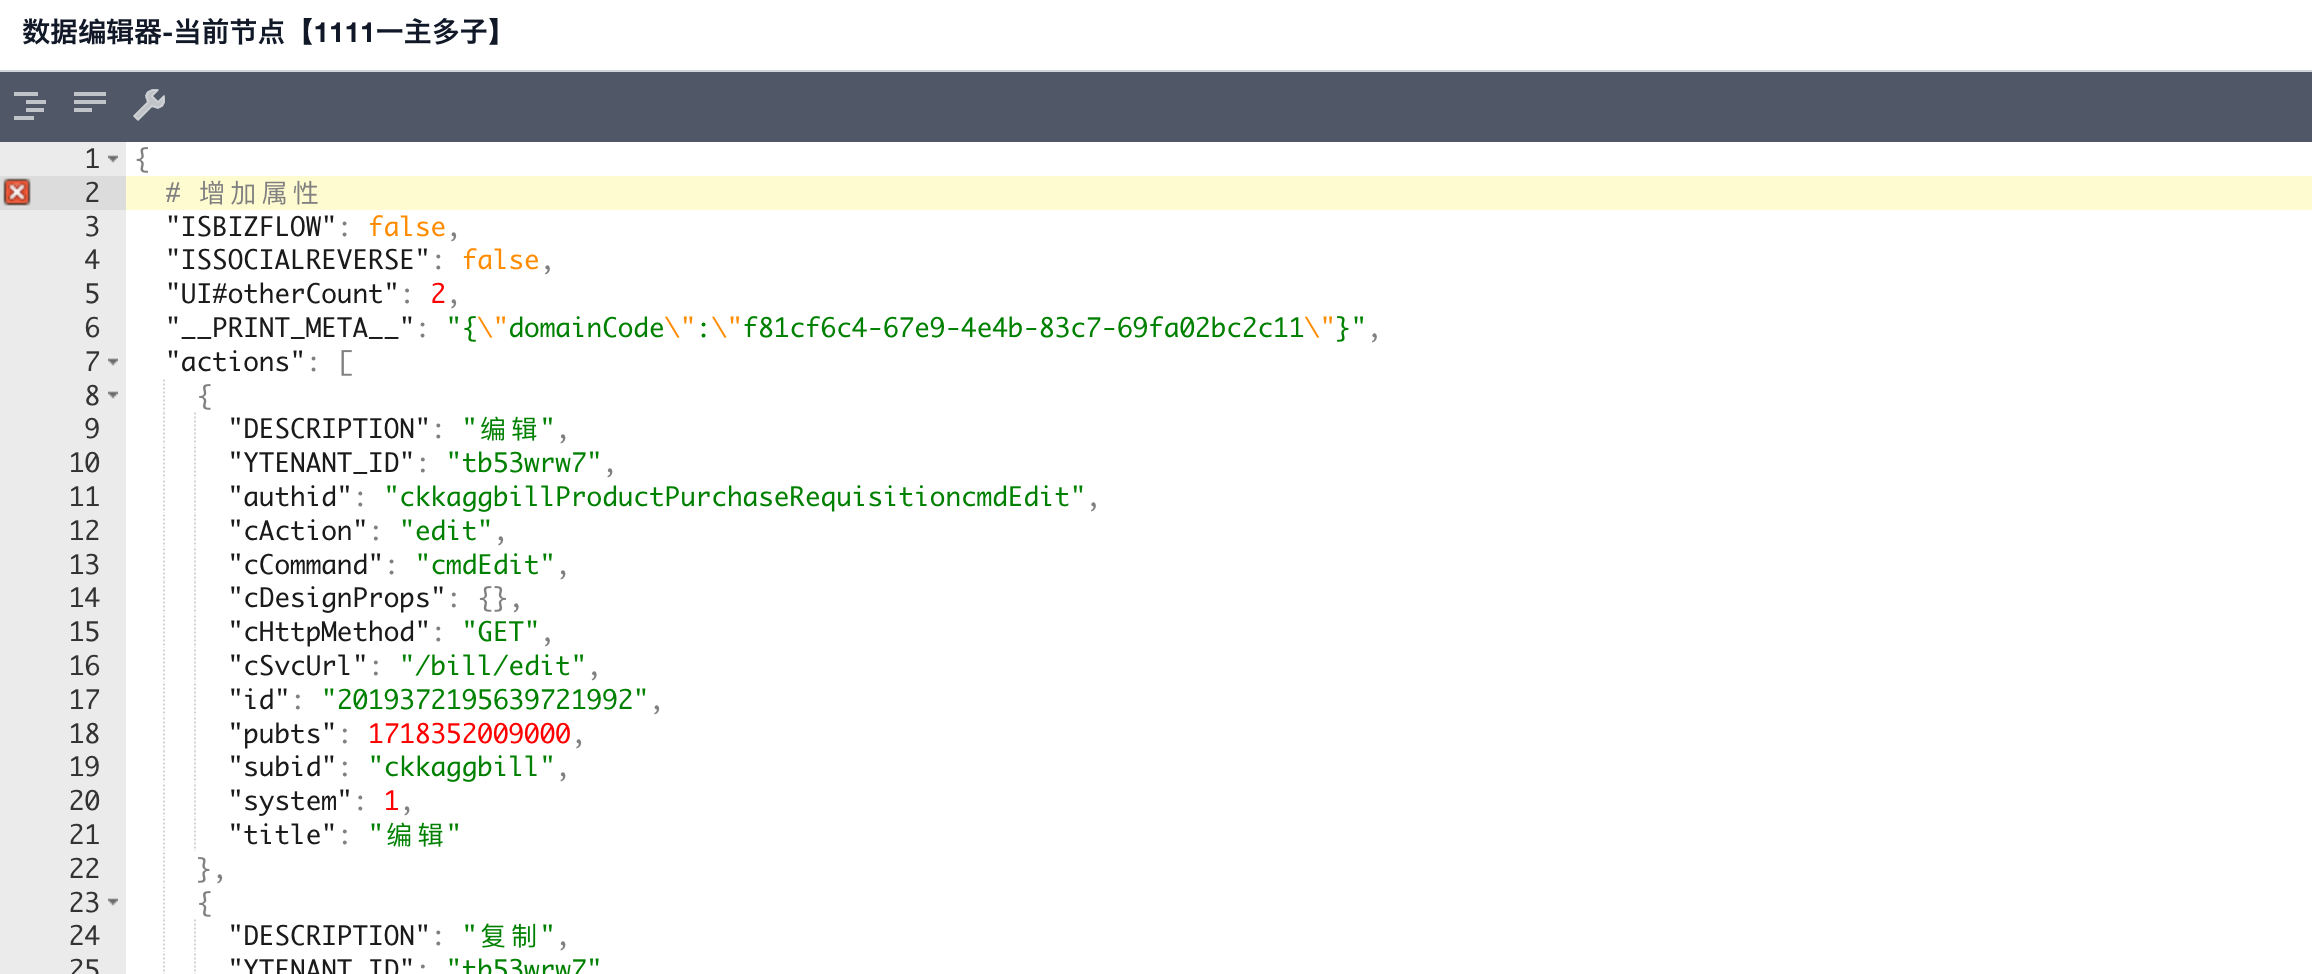 数据编辑器-当前节点【1111一主多子】
1 {
2 # 增加属性
3 "ISBIZFLOW": false,
4 "ISSOCIALREVERSE": false,
5 "UI#otherCount": 2,
6 "__PRINT_META__": "{\"domainCode\":\"f81cf6c4-67e9-4e4b-83c7-69fa02bc2c11\"}",
7 "actions": [
8 {
9 "DESCRIPTION": "编辑",
10 "YTENANT_ID": "tb53wrw7",
11 "authid": "ckkaggbillProductPurchaseRequisitioncmdEdit",
12 "cAction": "edit",
13 "cCommand": "cmdEdit",
14 "cDesignProps": {},
15 "cHttpMethod": "GET",
16 "cSvcUrl": "/bill/edit",
17 "id": "2019372195639721992",
18 "pubts": 1718352009000,
19 "subid": "ckkaggbill",
20 "system": 1,
21 "title": "编辑"
22 },
23 {
24 "DESCRIPTION": "复制",
25 "YTENANT_ID": "tb53wrw7"